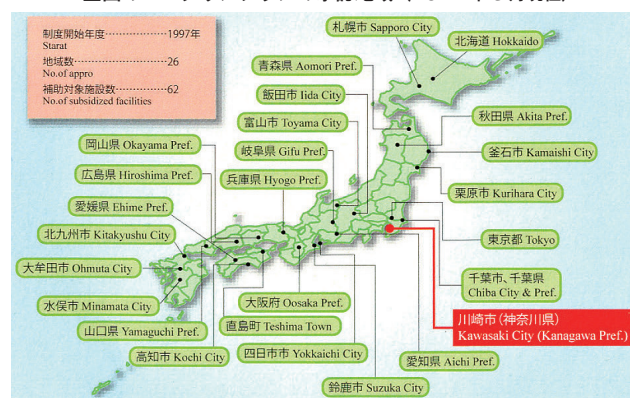 制度開始年度………………1997年
Starat
地域数………………………26
No.of appro
補助対象施設数……………62
No.of subsidized facilities
札幌市 Sapporo City
北海道 Hokkaido
青森県 Aomori Pref.
飯田市 Iida City
富山市 Toyama City
秋田県 Akita Pref.
岡山県 Okayama Pref.
岐阜県 Gifu Pref.
釜石市 Kamaishi City
広島県 Hiroshima Pref.
兵庫県 Hyogo Pref.
栗原市 Kurihara City
愛媛県 Ehime Pref.
北九州市 Kitakyushu City
東京都 Tokyo
大牟田市 Ohmuta City
千葉市、千葉県
Chiba City & Pref.
水俣市 Minamata City
大阪府 Oosaka Pref.
川崎市(神奈川県)
Kawasaki City (Kanagawa Pref.)
山口県 Yamaguchi Pref.
直島町 Teshima Town
高知市 Kochi City
四日市市 Yokkaichi City
愛知県 Aichi Pref.
鈴鹿市 Suzuka City